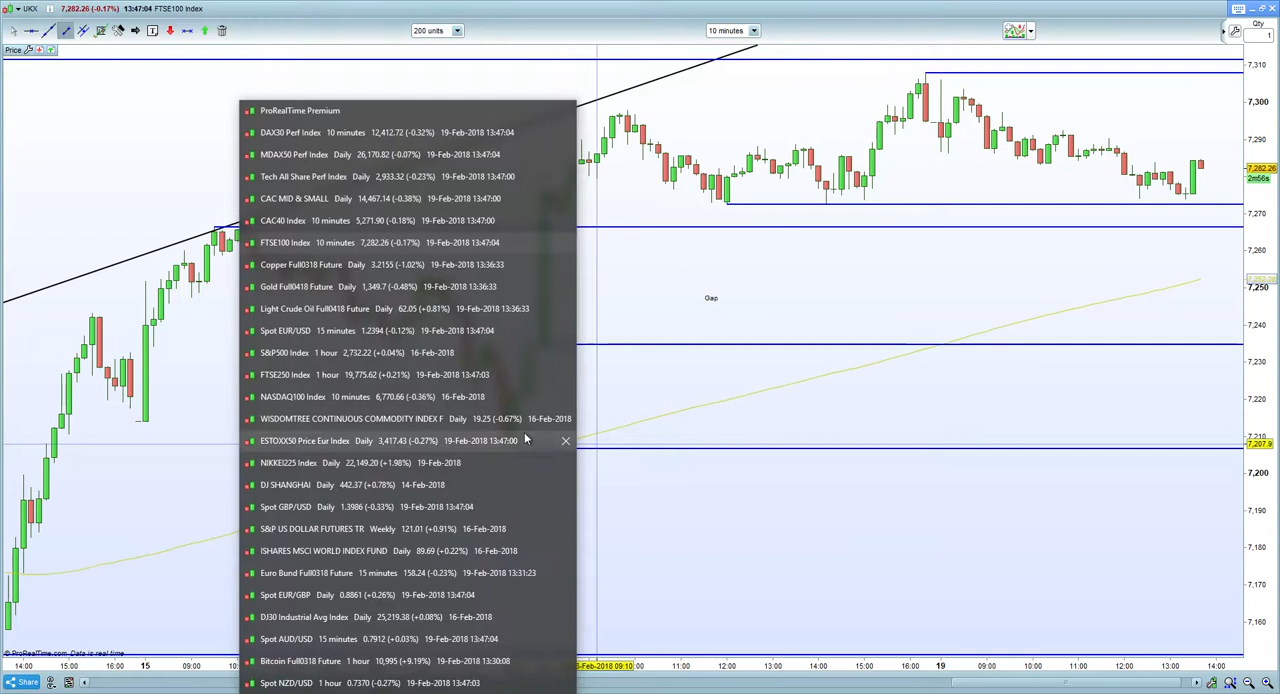 UKX 7,282.26 (-0.17%) 13:47:04 FTSE100 Index
200 units
10 minutes
Qty
1
Price
ProRealTime Premium
DAX30 Perf Index 10 minutes 12,412.72 (-0.32%) 19-Feb-2018 13:47:04
MDAX50 Perf Index Daily 26,170.82 (-0.07%) 19-Feb-2018 13:47:04
Tech All Share Perf Index Daily 2,933.32 (-0.23%) 19-Feb-2018 13:47:00
CAC MID & SMALL Daily 14,467.14 (-0.38%) 19-Feb-2018 13:47:00
CAC40 Index 10 minutes 5,271.90 (-0.18%) 19-Feb-2018 13:47:00
FTSE100 Index 10 minutes 7,282.26 (-0.17%) 19-Feb-2018 13:47:04
Copper Full0318 Future Daily 3.2155 (-1.02%) 19-Feb-2018 13:36:33
Gold Full0418 Future Daily 1,349.7 (-0.48%) 19-Feb-2018 13:36:33
Light Crude Oil Full0418 Future Daily 62.05 (+0.81%) 19-Feb-2018 13:36:33
Spot EUR/USD 15 minutes 1.2394 (-0.12%) 19-Feb-2018 13:47:04
S&P500 Index 1 hour 2,732.22 (+0.04%) 16-Feb-2018
FTSE250 Index 1 hour 19,775.62 (+0.21%) 19-Feb-2018 13:47:03
NASDAQ100 Index 10 minutes 6,770.66 (-0.36%) 16-Feb-2018
WISDOMTREE CONTINUOUS COMMODITY INDEX F Daily 19.25 (-0.67%) 16-Feb-2018
ESTOXX50 Price Eur Index Daily 3,417.43 (-0.27%) 19-Feb-2018 13:47:00
NIKKEI225 Index Daily 22,149.20 (+1.98%) 19-Feb-2018
DJ SHANGHAI Daily 442.37 (+0.78%) 14-Feb-2018
Spot GBP/USD Daily 1.3986 (-0.33%) 19-Feb-2018 13:47:04
S&P US DOLLAR FUTURES TR Weekly 121.01 (+0.91%) 16-Feb-2018
ISHARES MSCI WORLD INDEX FUND Daily 89.69 (+0.22%) 16-Feb-2018
Euro Bund Full0318 Future 15 minutes 158.24 (-0.23%) 19-Feb-2018 13:31:23
Spot EUR/GBP Daily 0.8861 (+0.26%) 19-Feb-2018 13:47:04
DJ30 Industrial Avg Index Daily 25,219.38 (+0.08%) 16-Feb-2018
Spot AUD/USD 15 minutes 0.7912 (+0.03%) 19-Feb-2018 13:47:04
Bitcoin Full0318 Future 1 hour 10,995 (+9.19%) 19-Feb-2018 13:30:08
Spot NZD/USD 1 hour 0.7370 (-0.27%) 19-Feb-2018 13:47:03
Gap
7,310
7,300
7,290
7,282.26
2m56s
7,270
7,260
7,250
7,240
7,230
7,220
7,210
7,207.9
7,200
7,190
7,180
7,170
7,160
© ProRealTime.com Data is real time
14:00 15:00 16:00 15 09:00 10: 6-Feb-2018 09:10 :00 11:00 12:00 13:00 14:00 15:00 16:00 19 09:00 10:00 11:00 12:00 13:00 14:00
Share